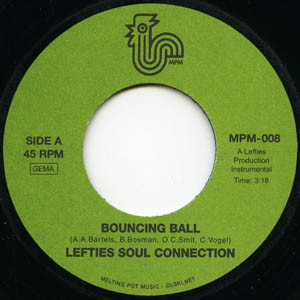 MPM
SIDE A
45 RPM
GEMA
MPM-008
A Lefties
Production
Instrumental
Time: 3:18
BOUNCING BALL
(A.A.Bartels, B.Bosman, O.C.Smit, C.Vogel)
LEFTIES SOUL CONNECTION
MELTING POT MUSIC - GLSKI.NET